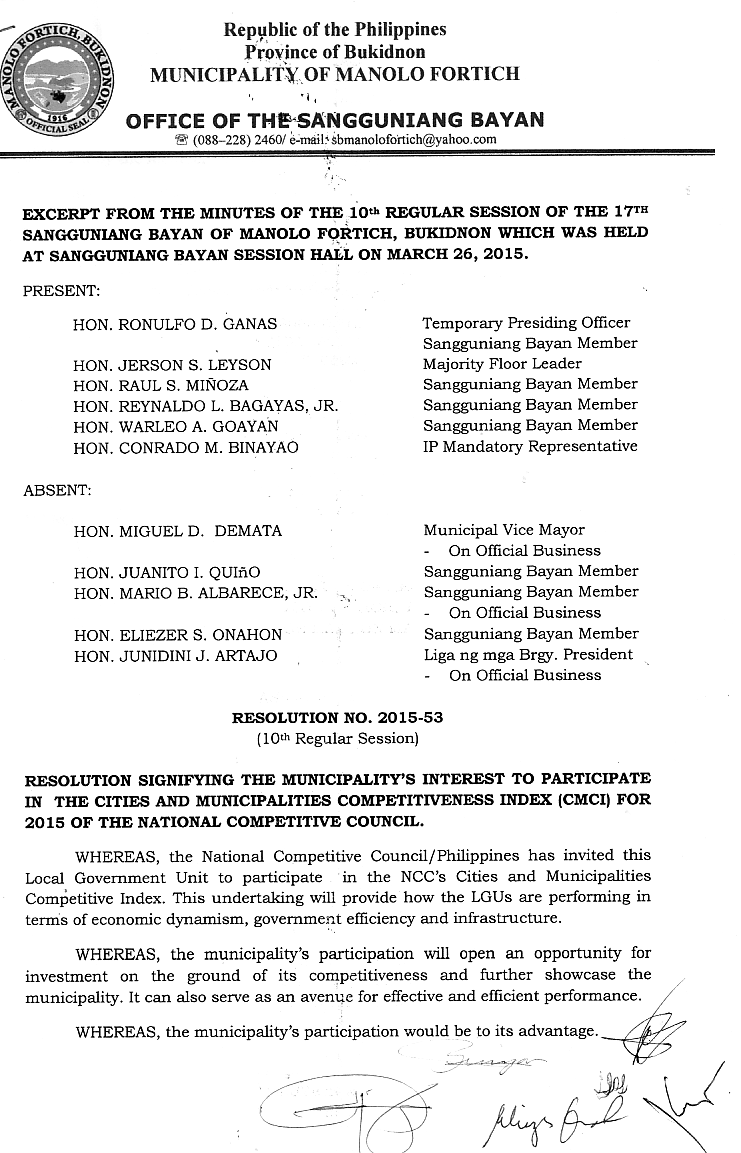 Republic of the Philippines
Province of Bukidnon
MUNICIPALITY OF MANOLO FORTICH
MANOLO FORTICH, BUKIDNON
1916
OFFICIAL SEAL
OFFICE OF THE SANGGUNIANG BAYAN
☏ (088–228) 2460/ e-mail: sbmanolofortich@yahoo.com
EXCERPT FROM THE MINUTES OF THE 10th REGULAR SESSION OF THE 17TH
SANGGUNIANG BAYAN OF MANOLO FORTICH, BUKIDNON WHICH WAS HELD
AT SANGGUNIANG BAYAN SESSION HALL ON MARCH 26, 2015.
PRESENT:
HON. RONULFO D. GANAS Temporary Presiding Officer
Sangguniang Bayan Member
HON. JERSON S. LEYSON Majority Floor Leader
HON. RAUL S. MIÑOZA Sangguniang Bayan Member
HON. REYNALDO L. BAGAYAS, JR. Sangguniang Bayan Member
HON. WARLEO A. GOAYAN Sangguniang Bayan Member
HON. CONRADO M. BINAYAO IP Mandatory Representative
ABSENT:
HON. MIGUEL D. DEMATA Municipal Vice Mayor
- On Official Business
HON. JUANITO I. QUIñO Sangguniang Bayan Member
HON. MARIO B. ALBARECE, JR. Sangguniang Bayan Member
- On Official Business
HON. ELIEZER S. ONAHON Sangguniang Bayan Member
HON. JUNIDINI J. ARTAJO Liga ng mga Brgy. President
- On Official Business
RESOLUTION NO. 2015-53
(10th Regular Session)
RESOLUTION SIGNIFYING THE MUNICIPALITY'S INTEREST TO PARTICIPATE
IN THE CITIES AND MUNICIPALITIES COMPETITIVENESS INDEX (CMCI) FOR
2015 OF THE NATIONAL COMPETITIVE COUNCIL.
WHEREAS, the National Competitive Council/Philippines has invited this
Local Government Unit to participate in the NCC's Cities and Municipalities
Competitive Index. This undertaking will provide how the LGUs are performing in
terms of economic dynamism, government efficiency and infrastructure.
WHEREAS, the municipality's participation will open an opportunity for
investment on the ground of its competitiveness and further showcase the
municipality. It can also serve as an avenue for effective and efficient performance.
WHEREAS, the municipality's participation would be to its advantage.